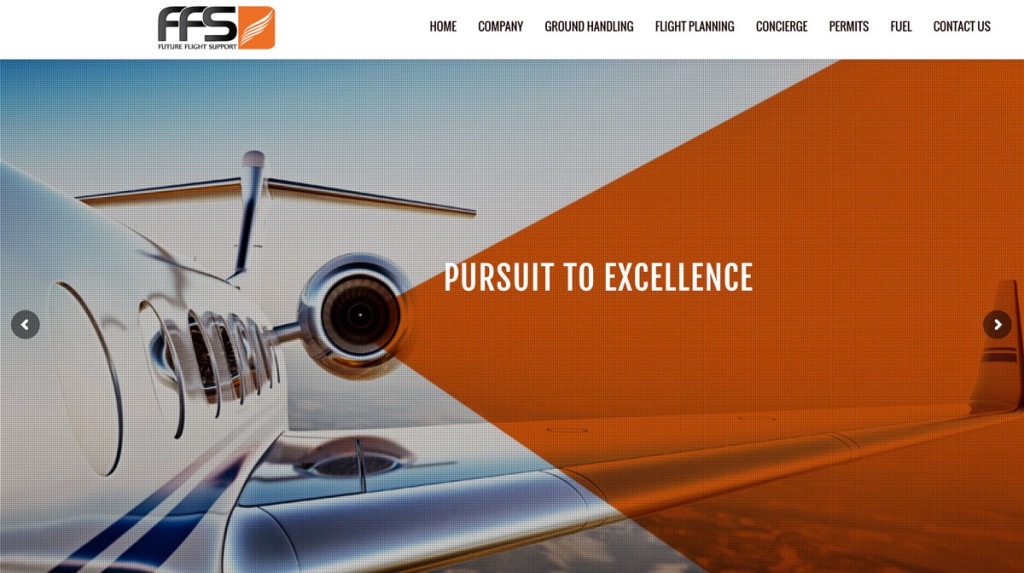 FFS
FUTURE FLIGHT SUPPORT
HOME COMPANY GROUND HANDLING FLIGHT PLANNING CONCIERGE PERMITS FUEL CONTACT US
PURSUIT TO EXCELLENCE